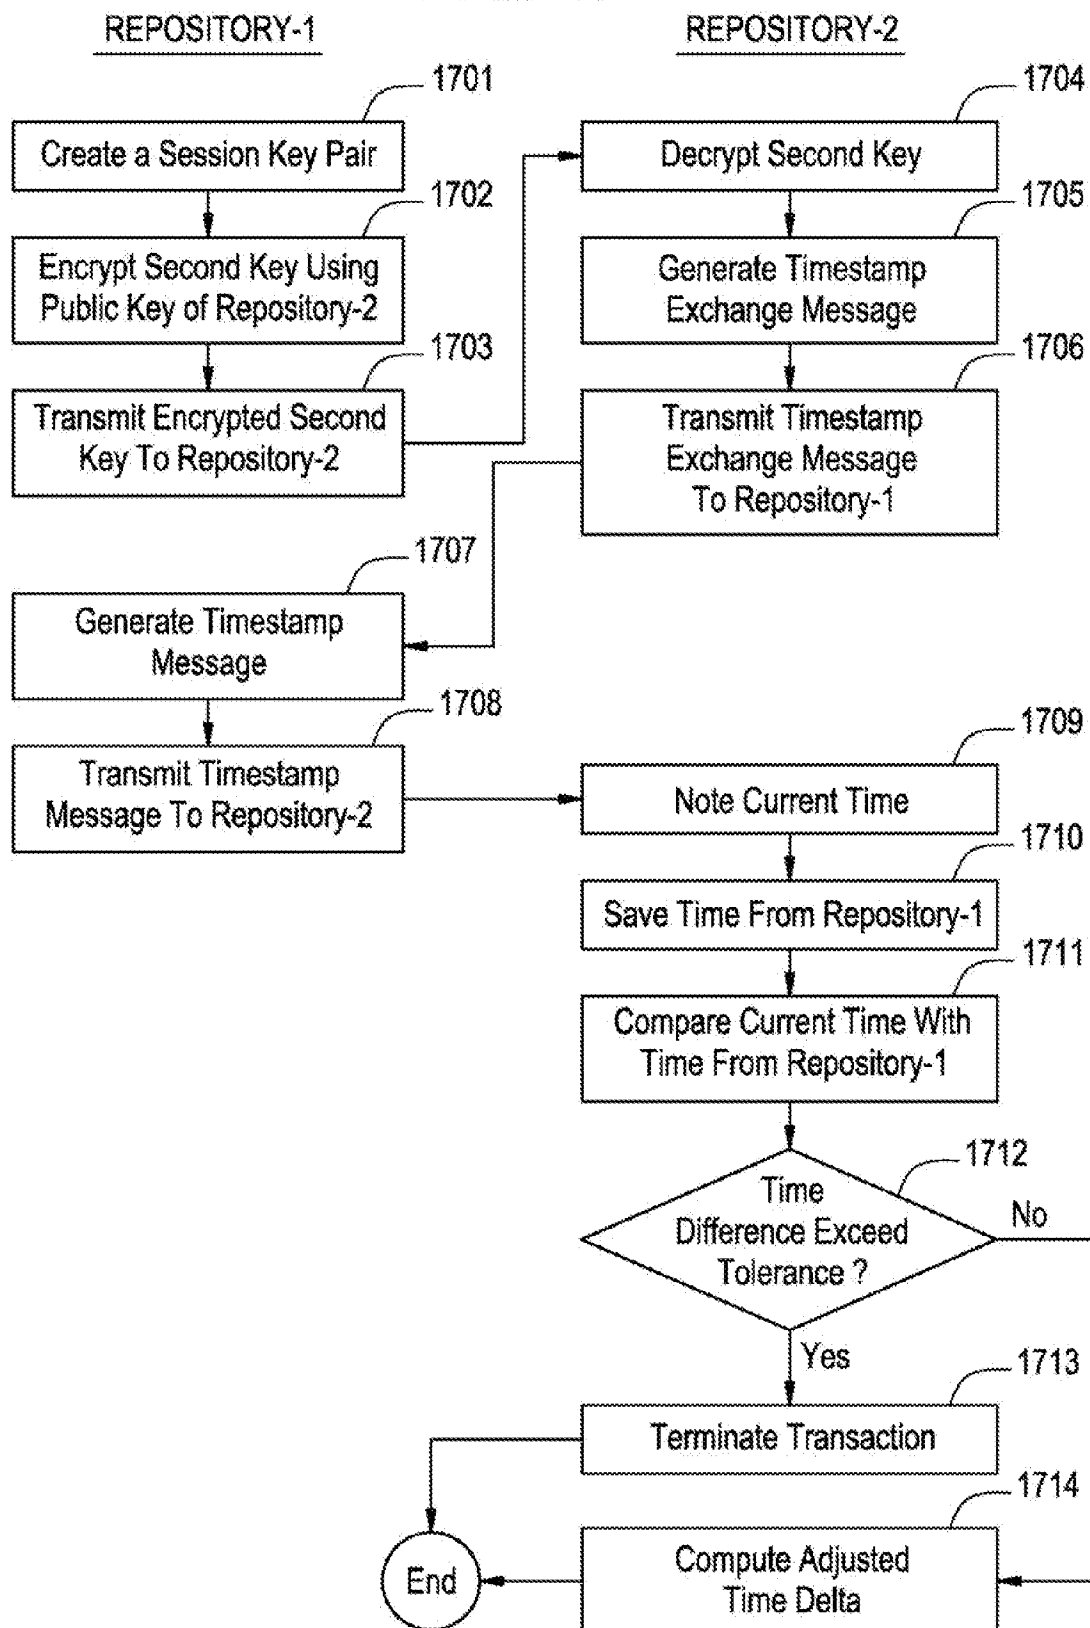 REPOSITORY-1
REPOSITORY-2
1701
Create a Session Key Pair
1702
Encrypt Second Key Using
Public Key of Repository-2
1703
Transmit Encrypted Second
Key To Repository-2
1704
Decrypt Second Key
1705
Generate Timestamp
Exchange Message
1706
Transmit Timestamp
Exchange Message
To Repository-1
1707
Generate Timestamp
Message
1708
Transmit Timestamp
Message To Repository-2
1709
Note Current Time
1710
Save Time From Repository-1
1711
Compare Current Time With
Time From Repository-1
1712
Time
Difference Exceed
Tolerance ?
No
Yes
1713
Terminate Transaction
1714
Compute Adjusted
Time Delta
End